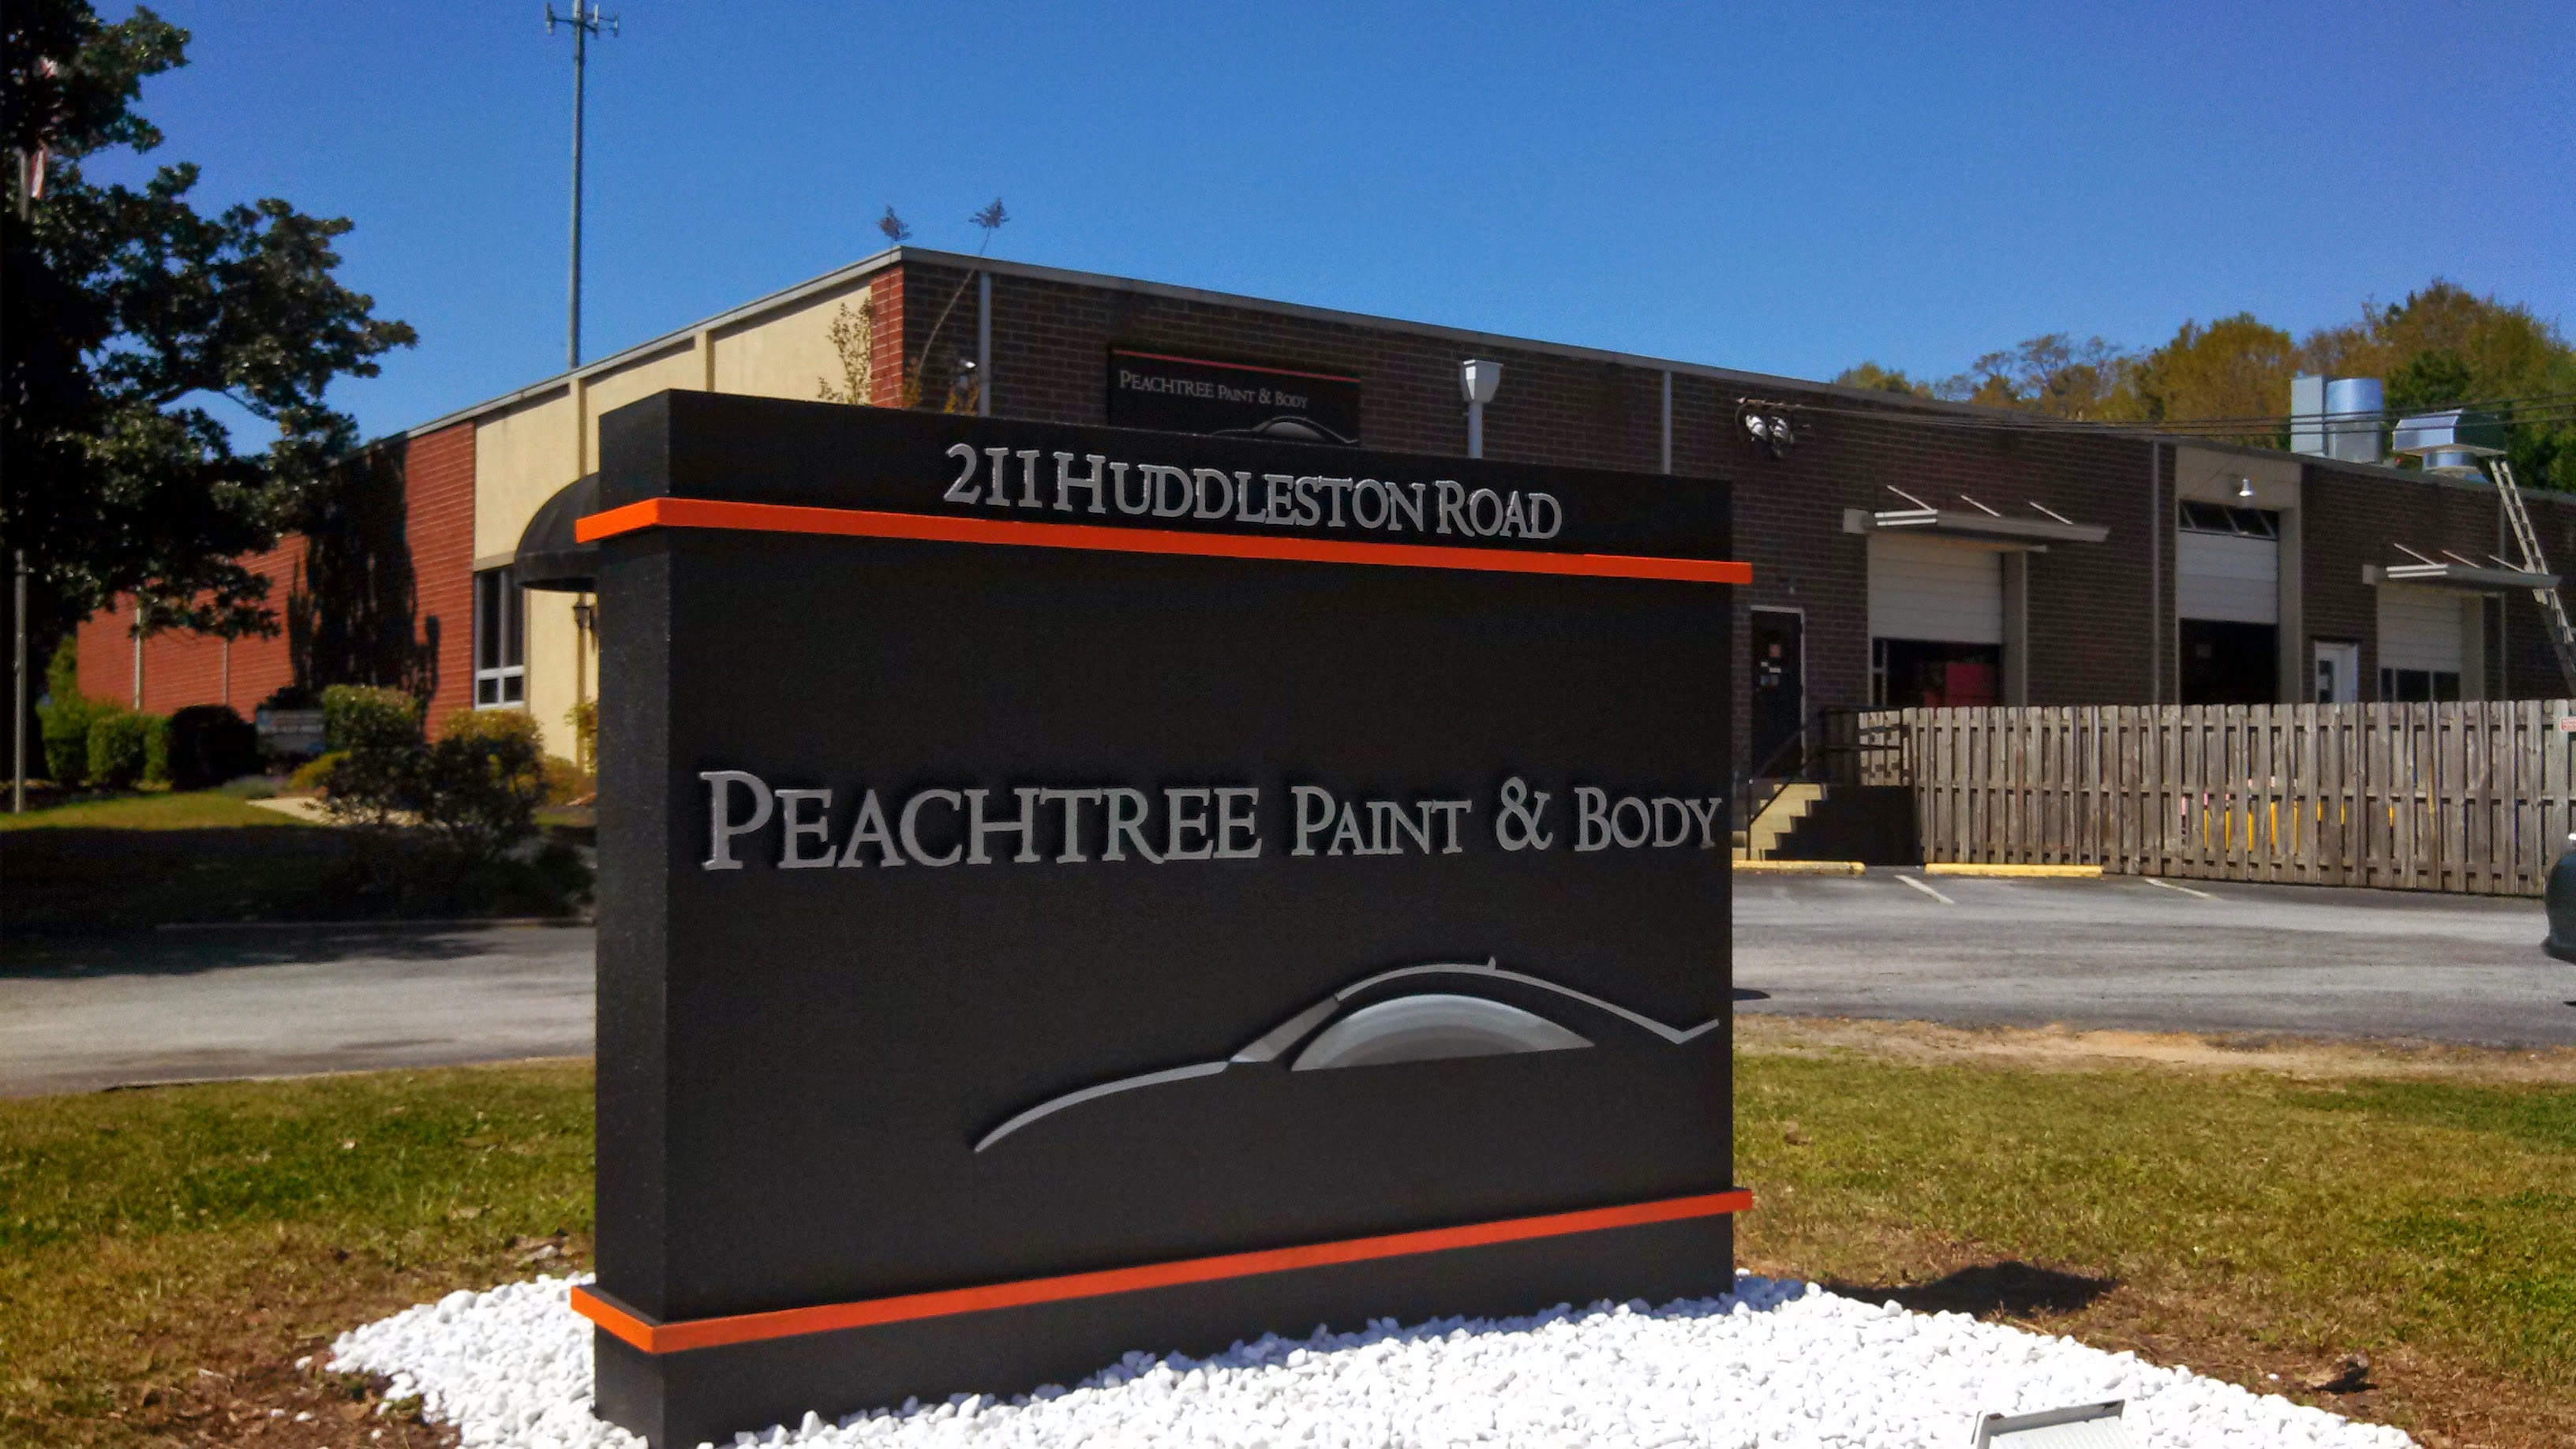 PEACHTREE PAINT & BODY
211 HUDDLESTON ROAD
PEACHTREE PAINT & BODY